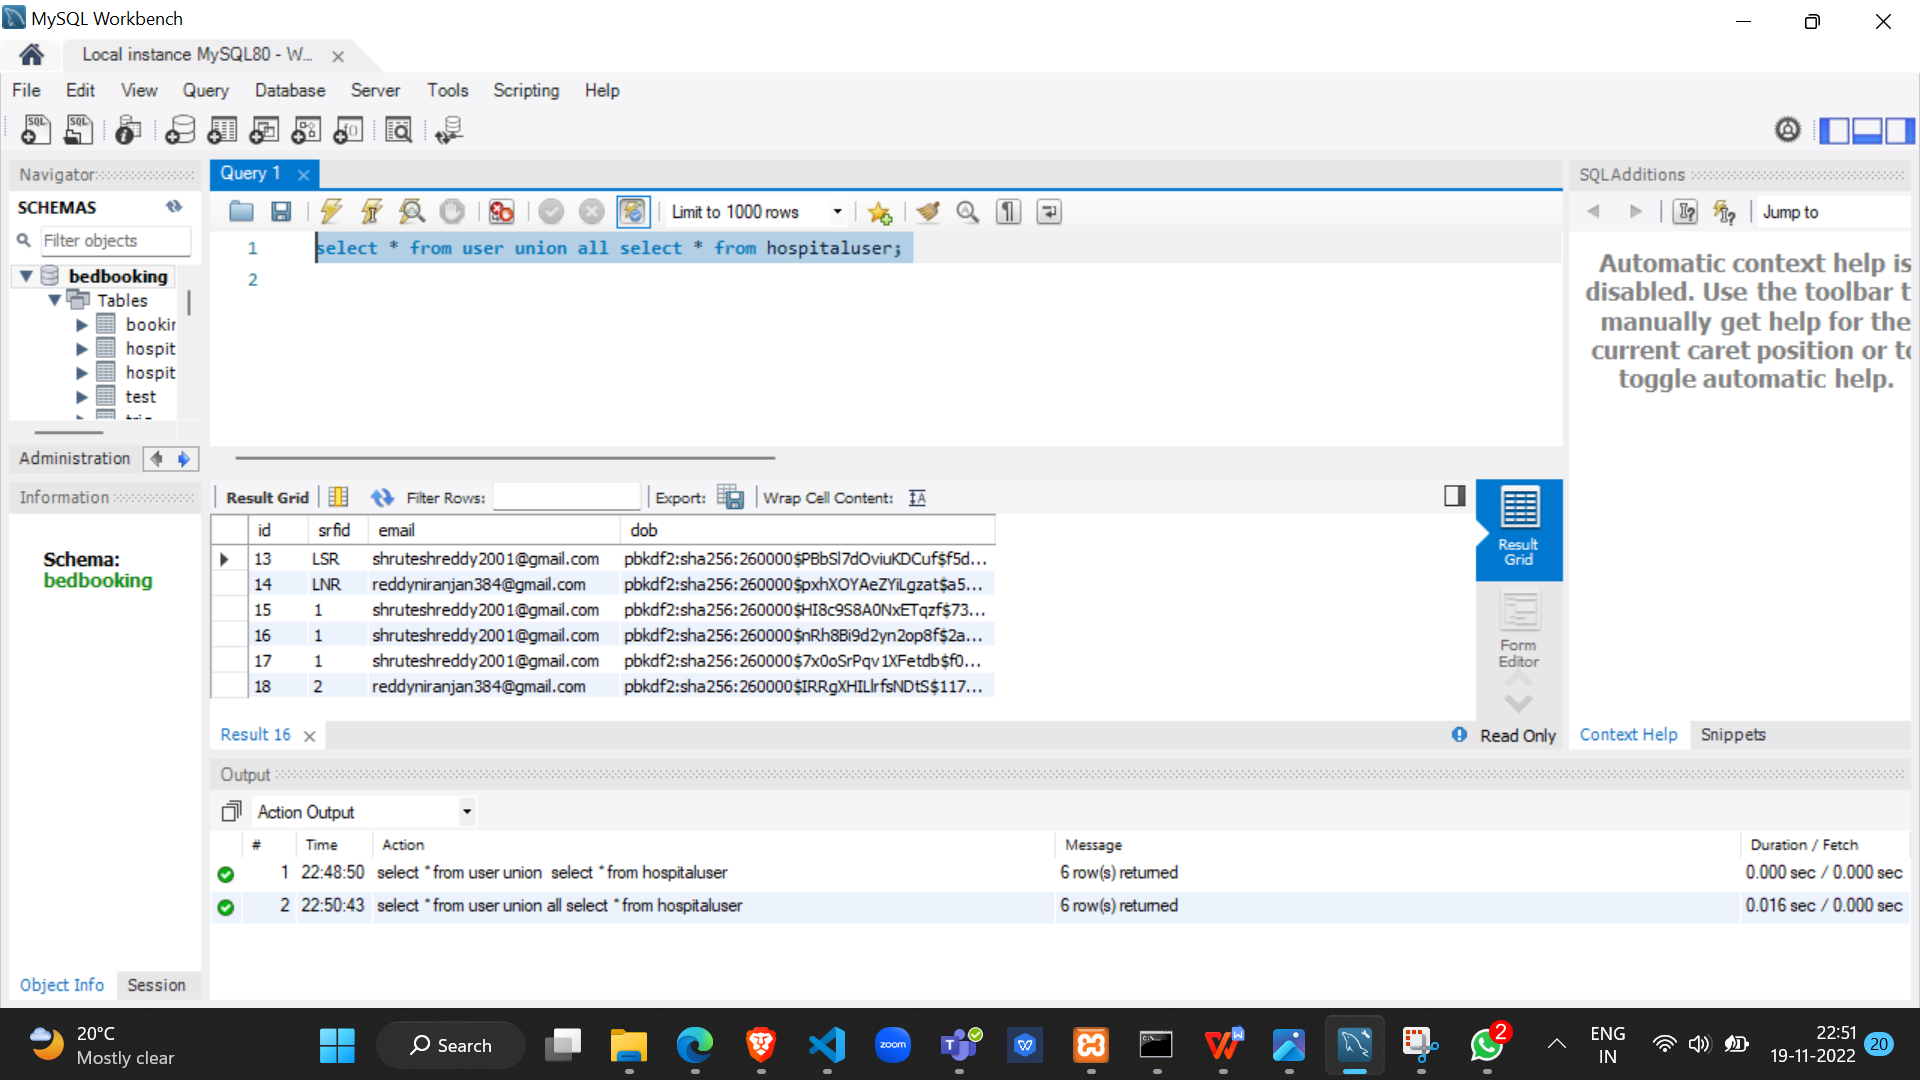 MySQL Workbench
Local instance MySQL80 - W...
File Edit View Query Database Server Tools Scripting Help
Navigator
SCHEMAS
Filter objects
bedbooking
Tables
bookir
hospit
hospit
test
Administration
Information
Schema:
bedbooking
Object Info Session
Query 1
Limit to 1000 rows
1 select * from user union all select * from hospitaluser;
2
Result Grid Filter Rows: Export: Wrap Cell Content:
id srfid email dob
13 LSR shruteshreddy2001@gmail.com pbkdf2:sha256:260000$PBbSl7dOviuKDCuf$f5d...
14 LNR reddyniranjan384@gmail.com pbkdf2:sha256:260000$pxhXOYAeZYiLgzat$a5...
15 1 shruteshreddy2001@gmail.com pbkdf2:sha256:260000$HI8c9S8A0NxETqzf$73...
16 1 shruteshreddy2001@gmail.com pbkdf2:sha256:260000$nRh8Bi9d2yn2op8f$2a...
17 1 shruteshreddy2001@gmail.com pbkdf2:sha256:260000$7x0oSrPqv1XFetdb$f0...
18 2 reddyniranjan384@gmail.com pbkdf2:sha256:260000$IRRgXHILlrfsNDtS$117...
Result
Grid
Form
Editor
Result 16
Read Only
SQLAdditions
Jump to
Automatic context help is
disabled. Use the toolbar t
manually get help for the
current caret position or to
toggle automatic help.
Context Help Snippets
Output
Action Output
# Time Action Message Duration / Fetch
1 22:48:50 select * from user union select * from hospitaluser 6 row(s) returned 0.000 sec / 0.000 sec
2 22:50:43 select * from user union all select * from hospitaluser 6 row(s) returned 0.016 sec / 0.000 sec
20°C
Mostly clear
Search
zoom
2
ENG
IN
22:51
19-11-2022
20